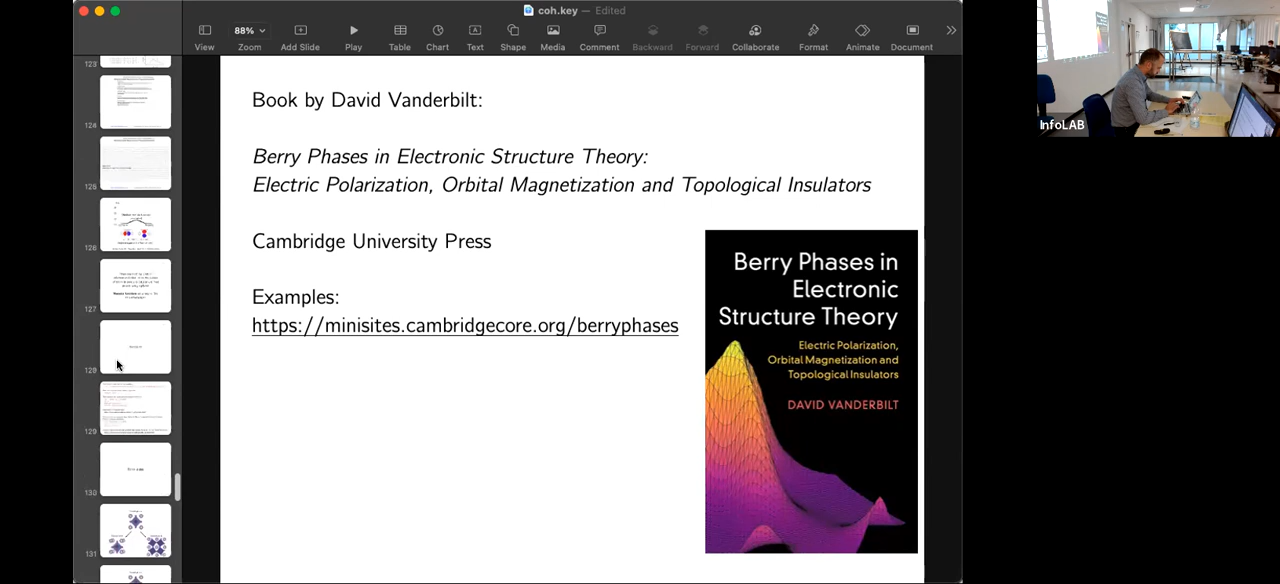 coh.key — Edited
View
88%
Zoom
Add Slide
Play
Table
Chart
Text
Shape
Media
Comment
Backward
Forward
Collaborate
Format
Animate
Document
123
124
125
126
127
128
129
130
131
Book by David Vanderbilt:
Berry Phases in Electronic Structure Theory:
Electric Polarization, Orbital Magnetization and Topological Insulators
Cambridge University Press
Examples:
https://minisites.cambridgecore.org/berryphases
Berry Phases in
Electronic
Structure Theory
Electric Polarization,
Orbital Magnetization and
Topological Insulators
DAVID VANDERBILT
InfoLAB